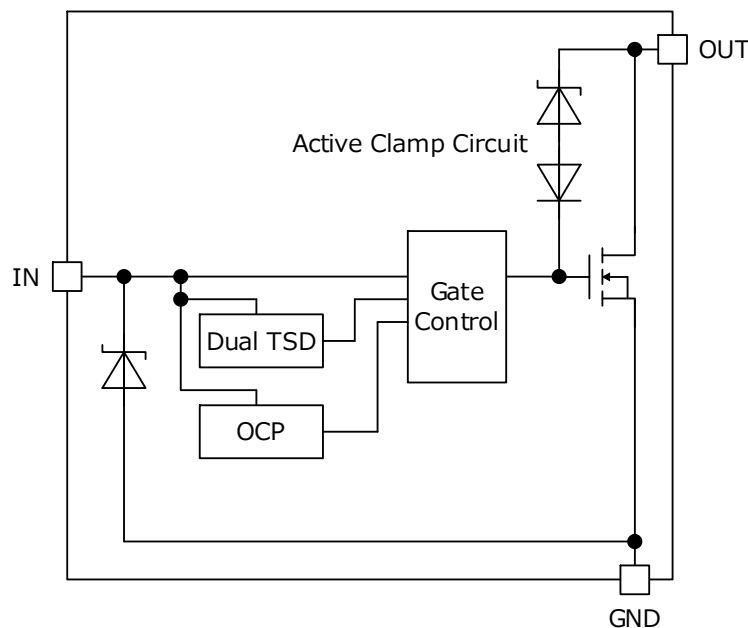 OUT
Active Clamp Circuit
IN
Gate
Control
Dual TSD
OCP
GND